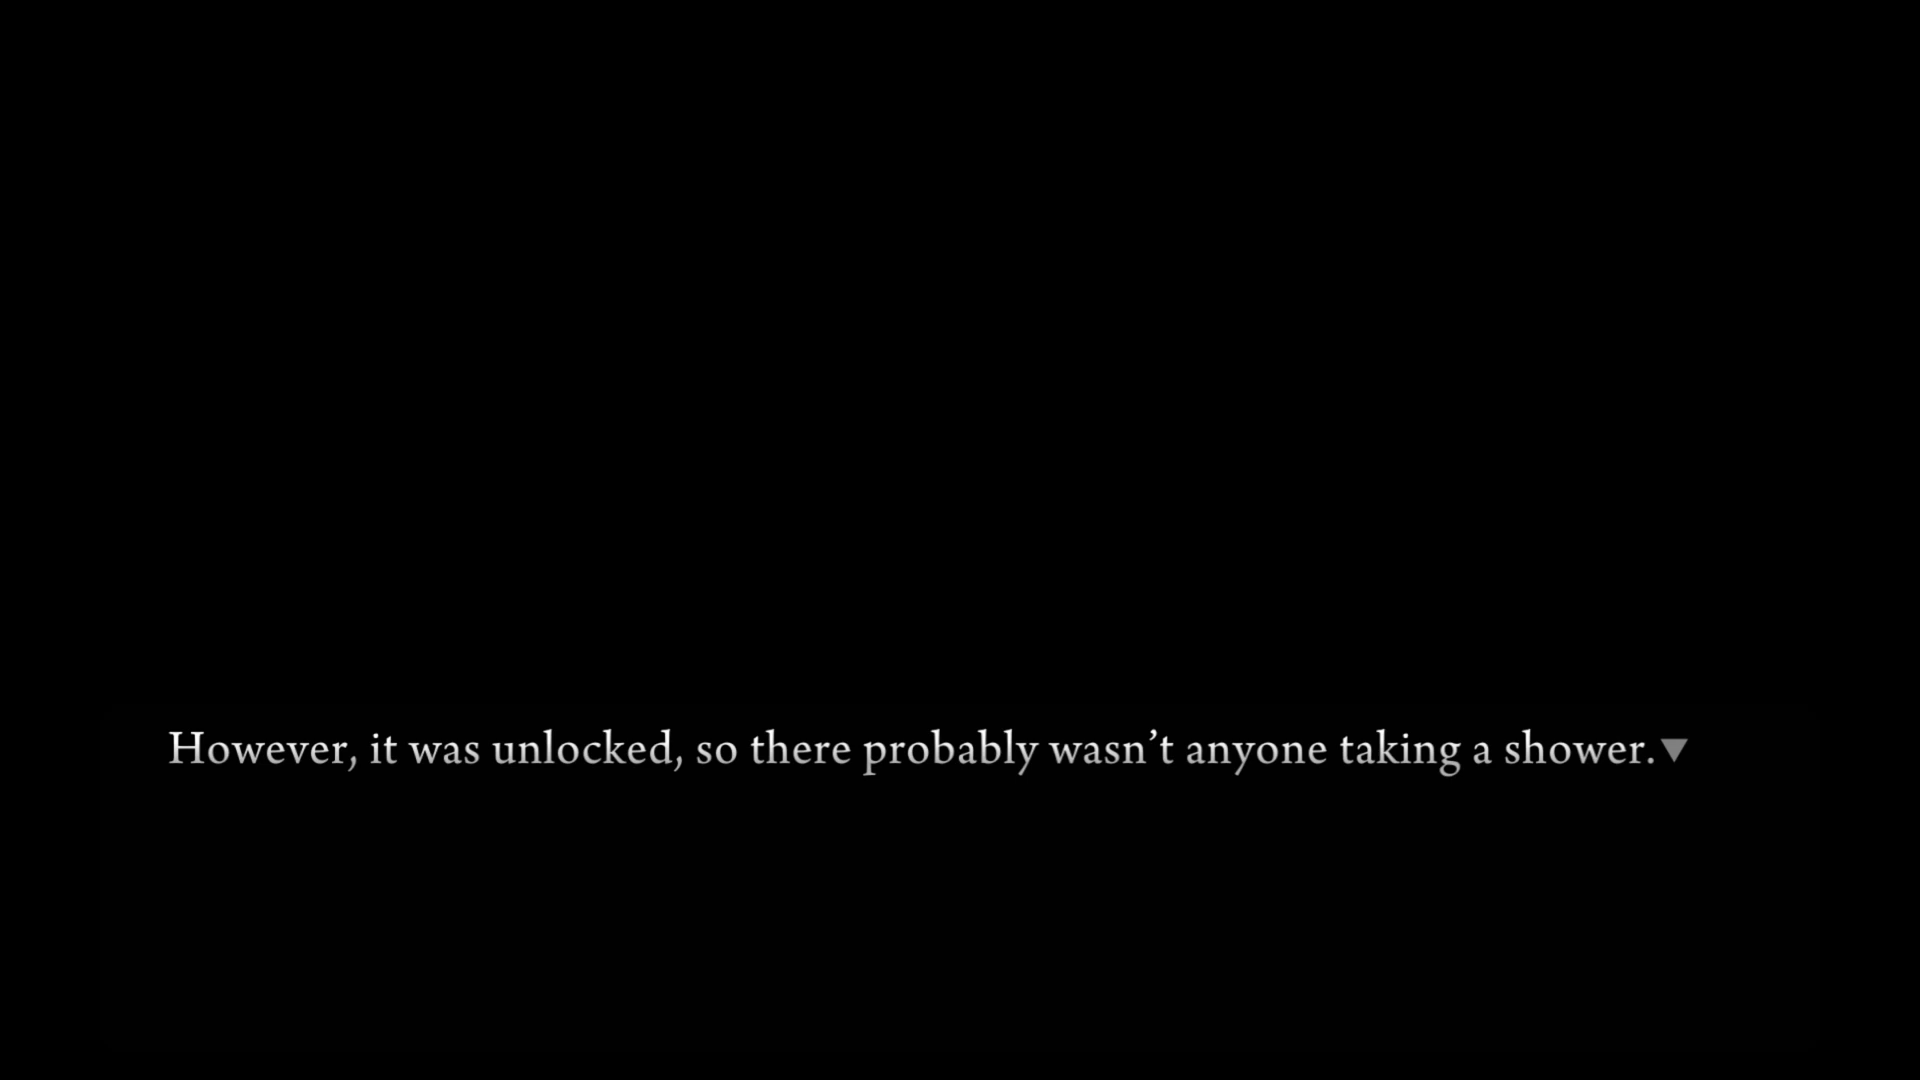 However, it was unlocked, so there probably wasn’t anyone taking a shower.▼